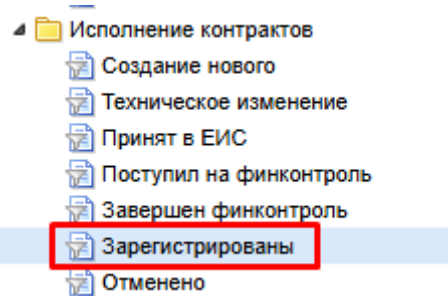 Исполнение контрактов
Создание нового
Техническое изменение
Принят в ЕИС
Поступил на финконтроль
Завершен финконтроль
Зарегистрированы
Отменено